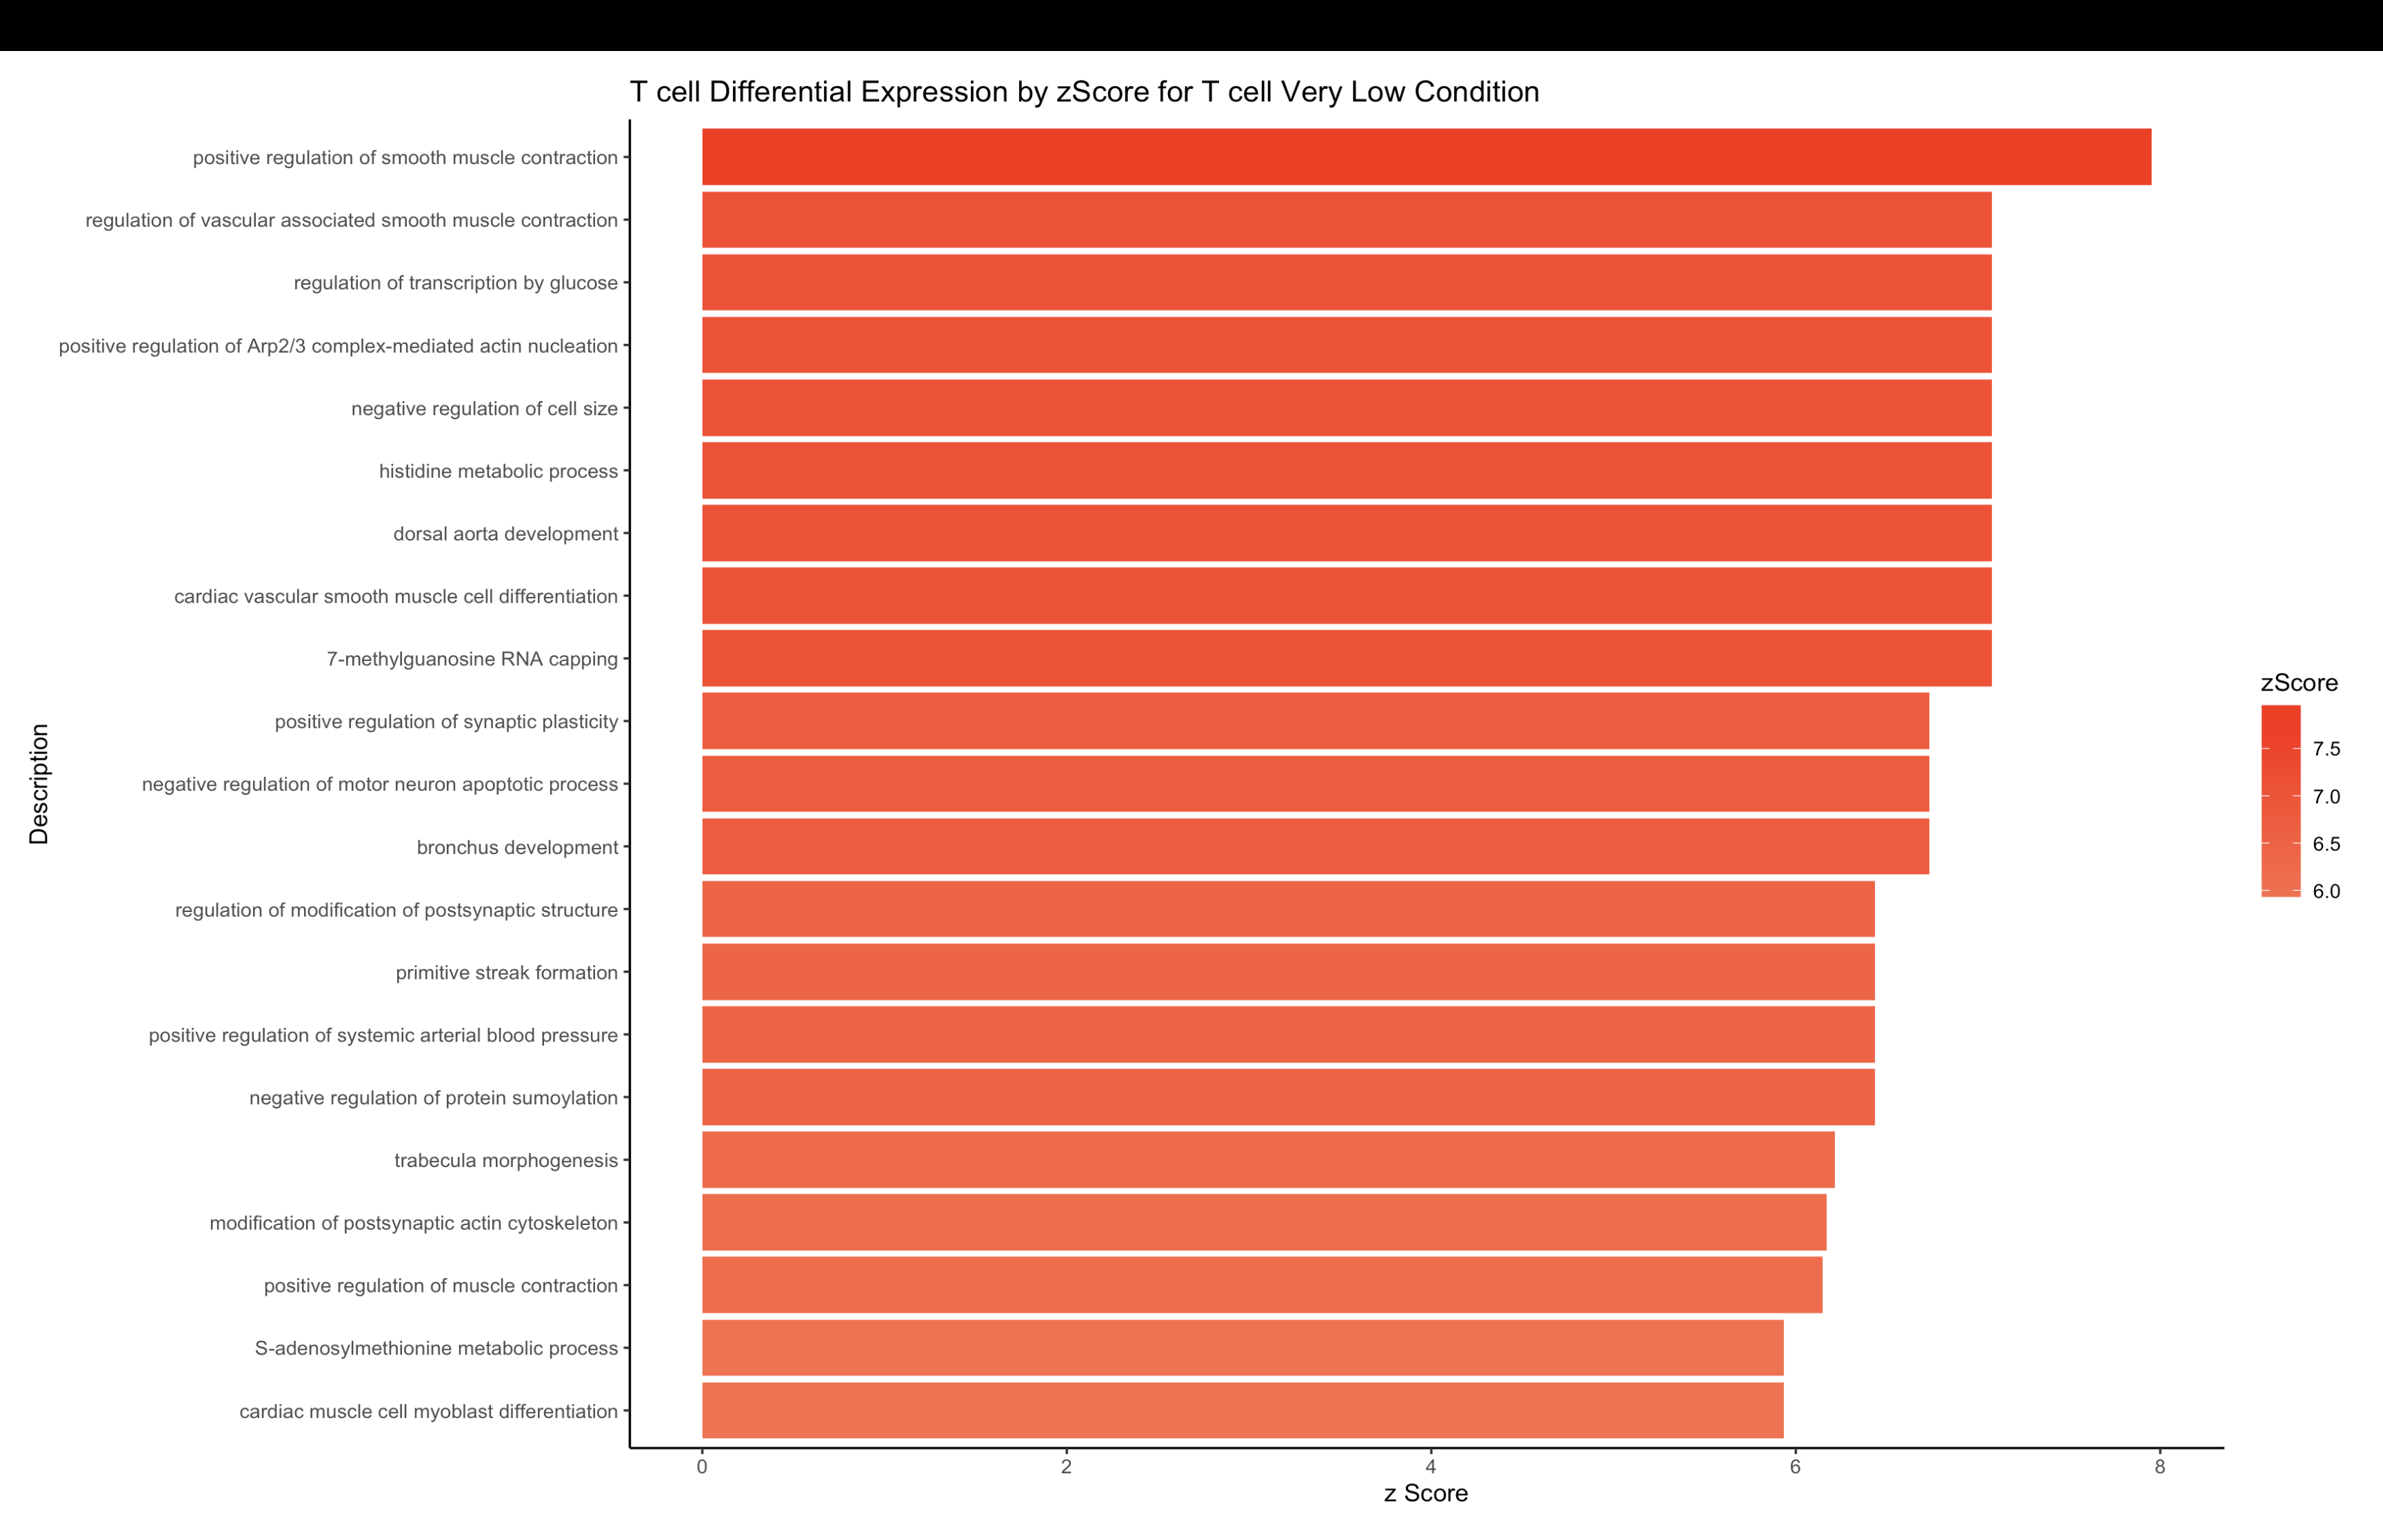 T cell Differential Expression by zScore for T cell Very Low Condition
positive regulation of smooth muscle contraction
regulation of vascular associated smooth muscle contraction
regulation of transcription by glucose
positive regulation of Arp2/3 complex-mediated actin nucleation
negative regulation of cell size
histidine metabolic process
dorsal aorta development
cardiac vascular smooth muscle cell differentiation
7-methylguanosine RNA capping
positive regulation of synaptic plasticity
negative regulation of motor neuron apoptotic process
bronchus development
regulation of modification of postsynaptic structure
primitive streak formation
positive regulation of systemic arterial blood pressure
negative regulation of protein sumoylation
trabecula morphogenesis
modification of postsynaptic actin cytoskeleton
positive regulation of muscle contraction
S-adenosylmethionine metabolic process
cardiac muscle cell myoblast differentiation
Description
0 2 4 6 8
z Score
zScore
7.5
7.0
6.5
6.0